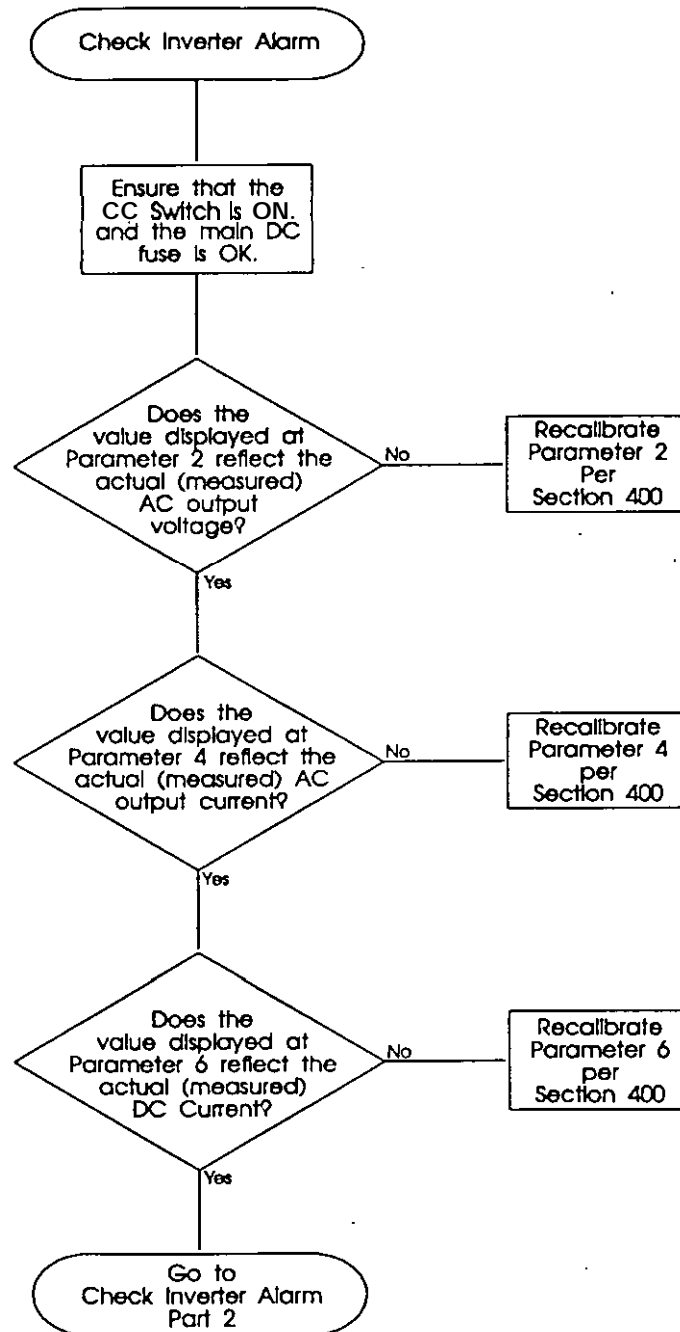 Check Inverter Alarm
Ensure that the
CC Switch is ON.
and the main DC
fuse is OK.
Does the
value displayed at
Parameter 2 reflect the
actual (measured)
AC output
voltage?
No
Recalibrate
Parameter 2
Per
Section 400
Yes
Does the
value displayed at
Parameter 4 reflect the
actual (measured) AC
output current?
No
Recalibrate
Parameter 4
per
Section 400
Yes
Does the
value displayed at
Parameter 6 reflect the
actual (measured)
DC Current?
No
Recalibrate
Parameter 6
per
Section 400
Yes
Go to
Check Inverter Alarm
Part 2